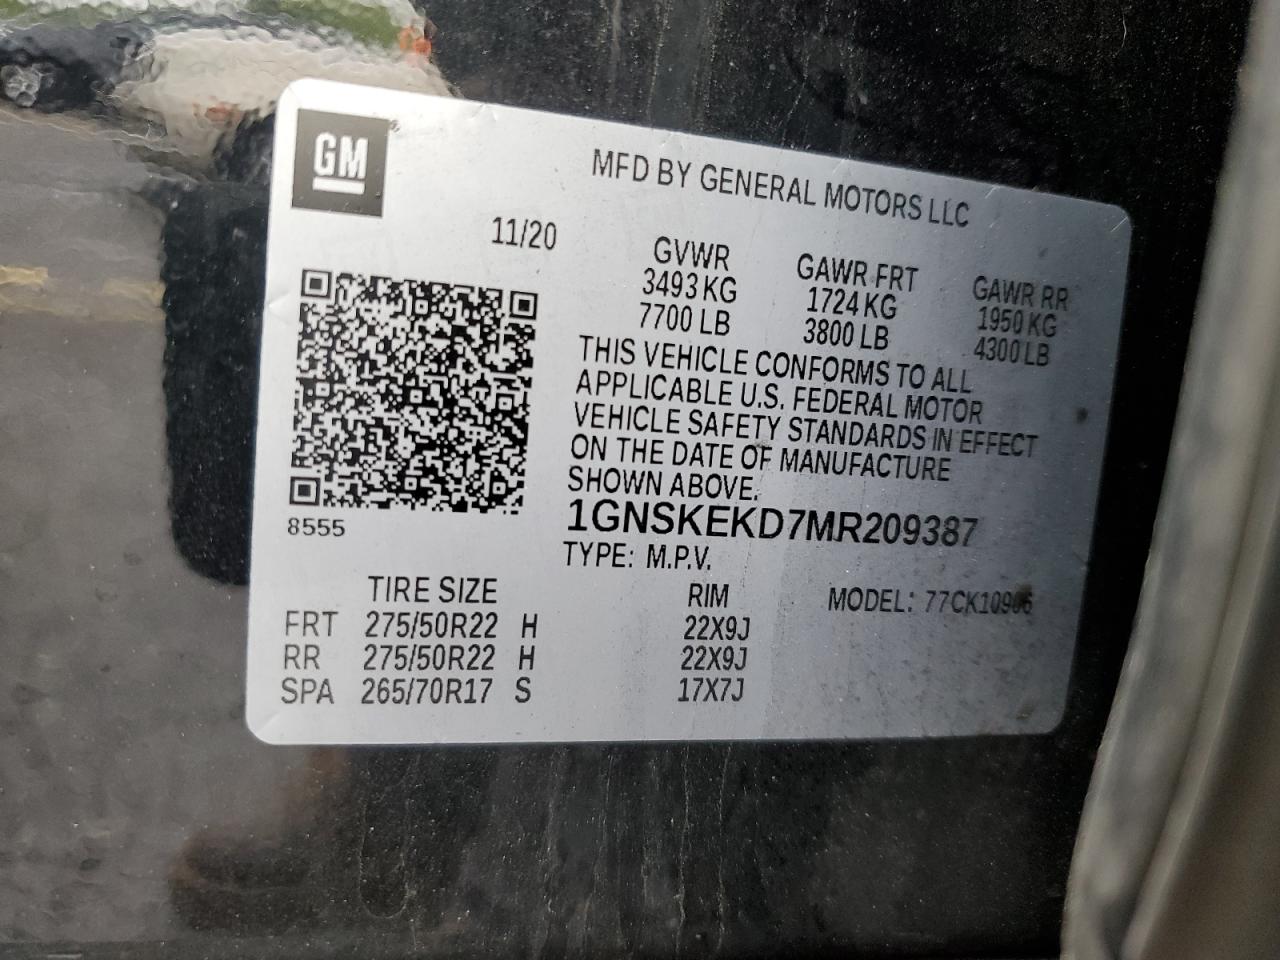 GM
MFD BY GENERAL MOTORS LLC
11/20
GVWR
3493 KG
7700 LB
GAWR FRT
1724 KG
3800 LB
GAWR RR
1950 KG
4300 LB
THIS VEHICLE CONFORMS TO ALL
APPLICABLE U.S. FEDERAL MOTOR
VEHICLE SAFETY STANDARDS IN EFFECT
ON THE DATE OF MANUFACTURE
SHOWN ABOVE.
1GNSKEKD7MR209387
8555
TYPE: M.P.V.
TIRE SIZE RIM MODEL: 77CK10906
FRT 275/50R22 H 22X9J
RR 275/50R22 H 22X9J
SPA 265/70R17 S 17X7J